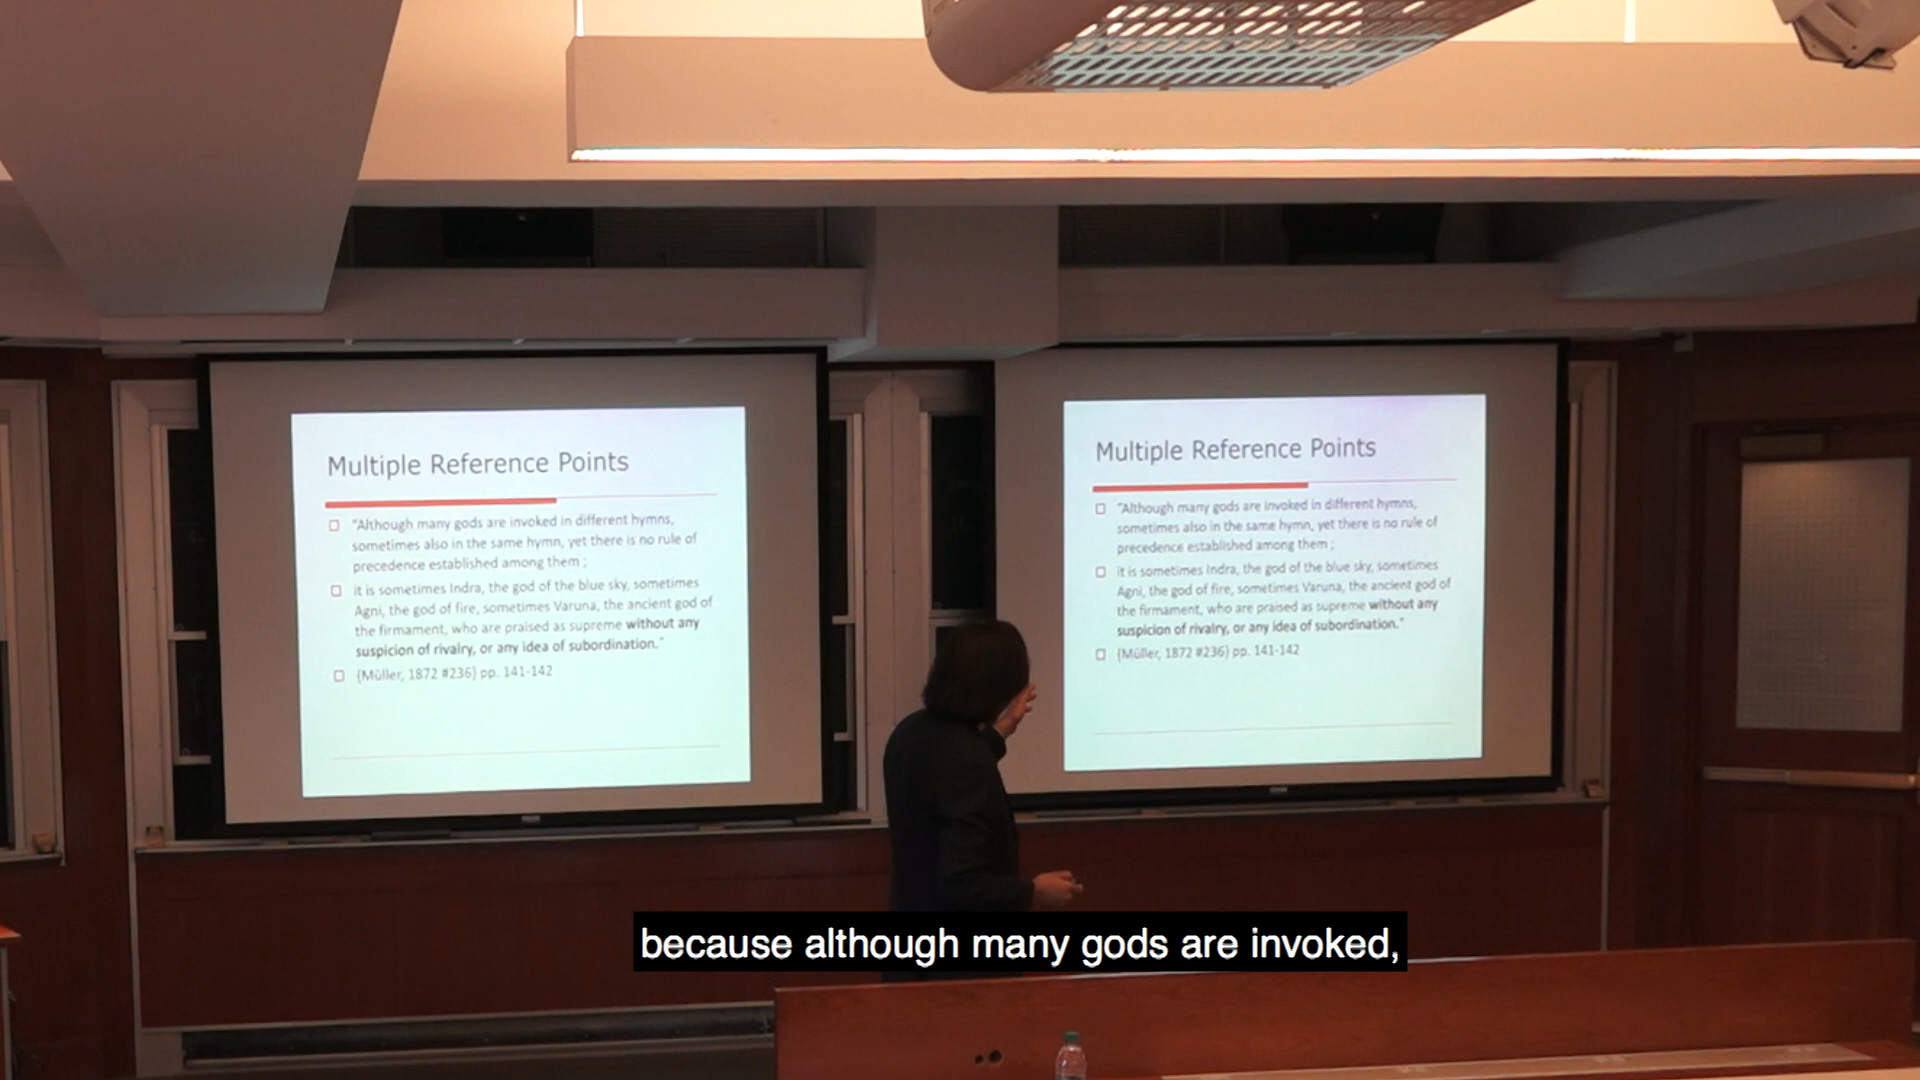 Multiple Reference Points
"Although many gods are invoked in different hymns,
sometimes also in the same hymn, yet there is no rule of
precedence established among them ;
it is sometimes Indra, the god of the blue sky, sometimes
Agni, the god of fire, sometimes Varuna, the ancient god of
the firmament, who are praised as supreme without any
suspicion of rivalry, or any idea of subordination."
(Müller, 1872 #236) pp. 141-142
Multiple Reference Points
"Although many gods are invoked in different hymns,
sometimes also in the same hymn, yet there is no rule of
precedence established among them ;
it is sometimes Indra, the god of the blue sky, sometimes
Agni, the god of fire, sometimes Varuna, the ancient god of
the firmament, who are praised as supreme without any
suspicion of rivalry, or any idea of subordination."
(Müller, 1872 #236) pp. 141-142
because although many gods are invoked,